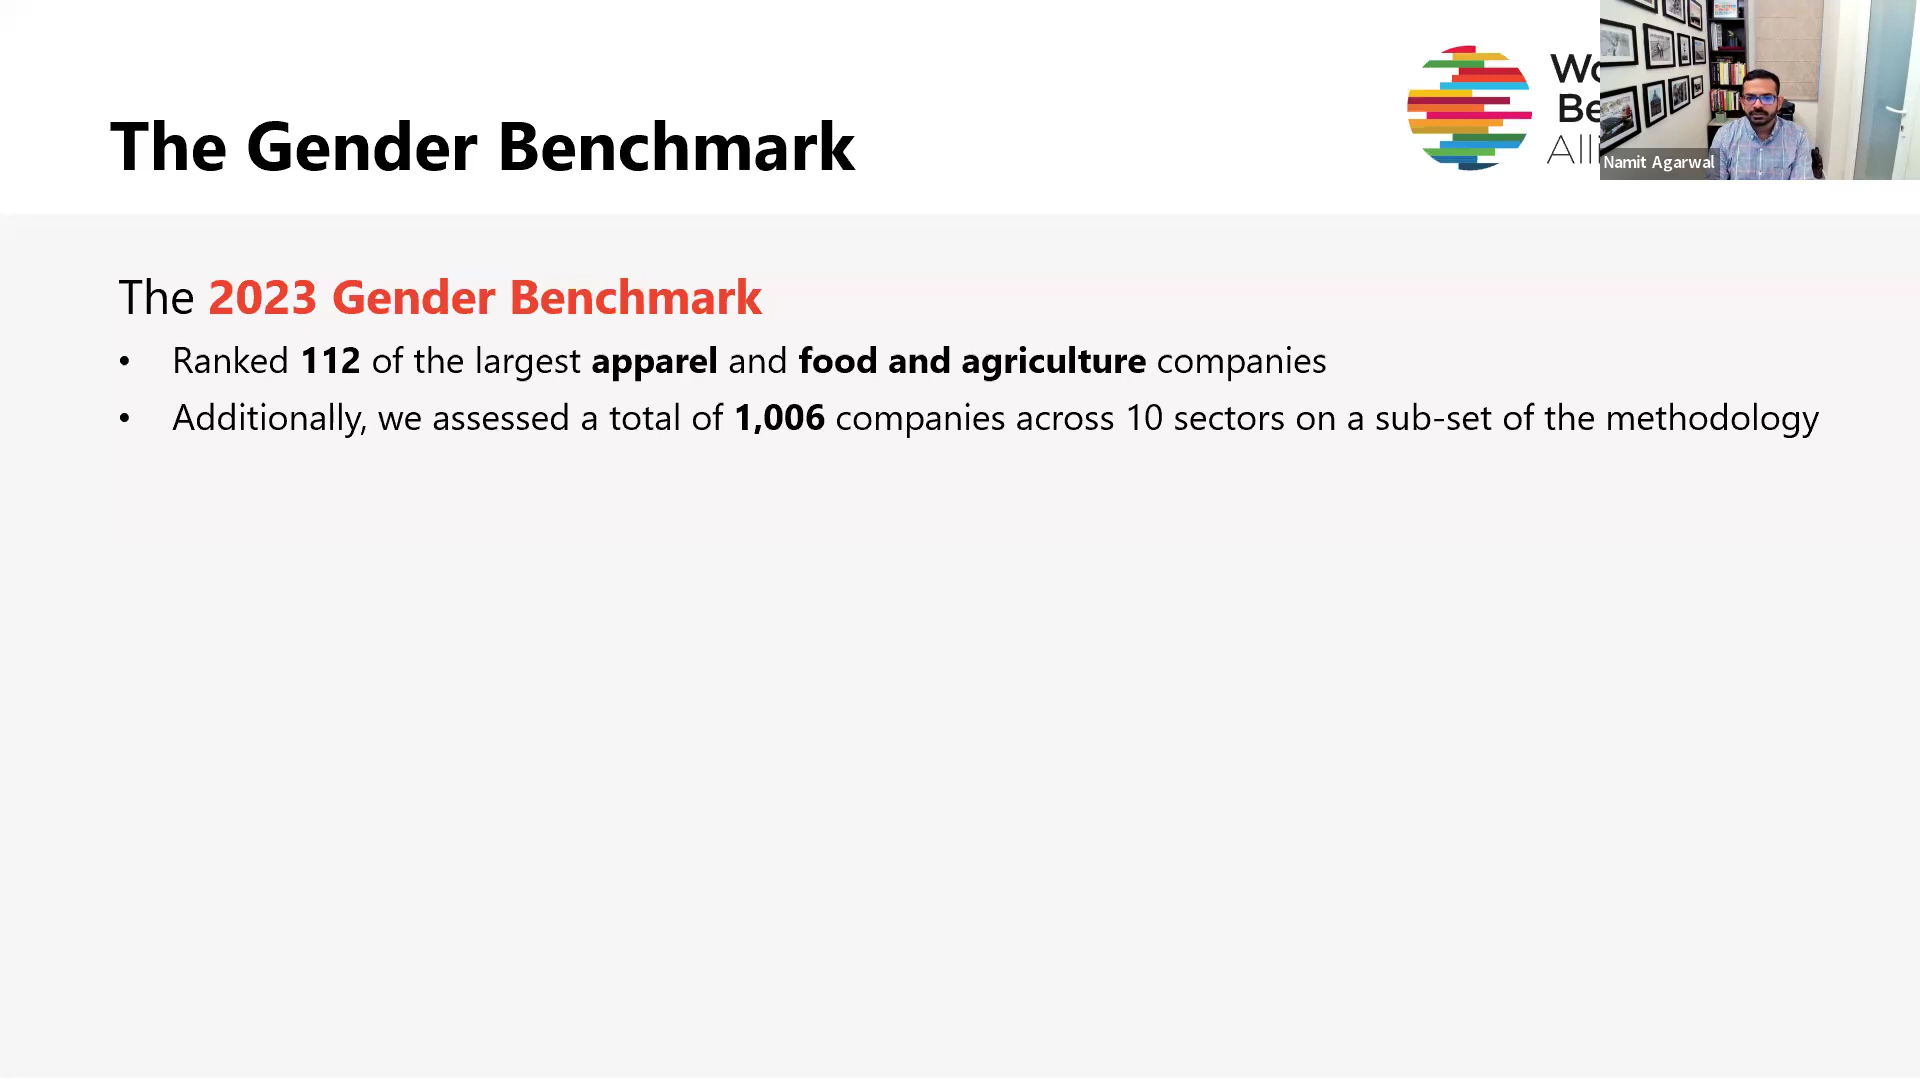 The Gender Benchmark
Namit Agarwal
The 2023 Gender Benchmark
• Ranked 112 of the largest apparel and food and agriculture companies
• Additionally, we assessed a total of 1,006 companies across 10 sectors on a sub-set of the methodology